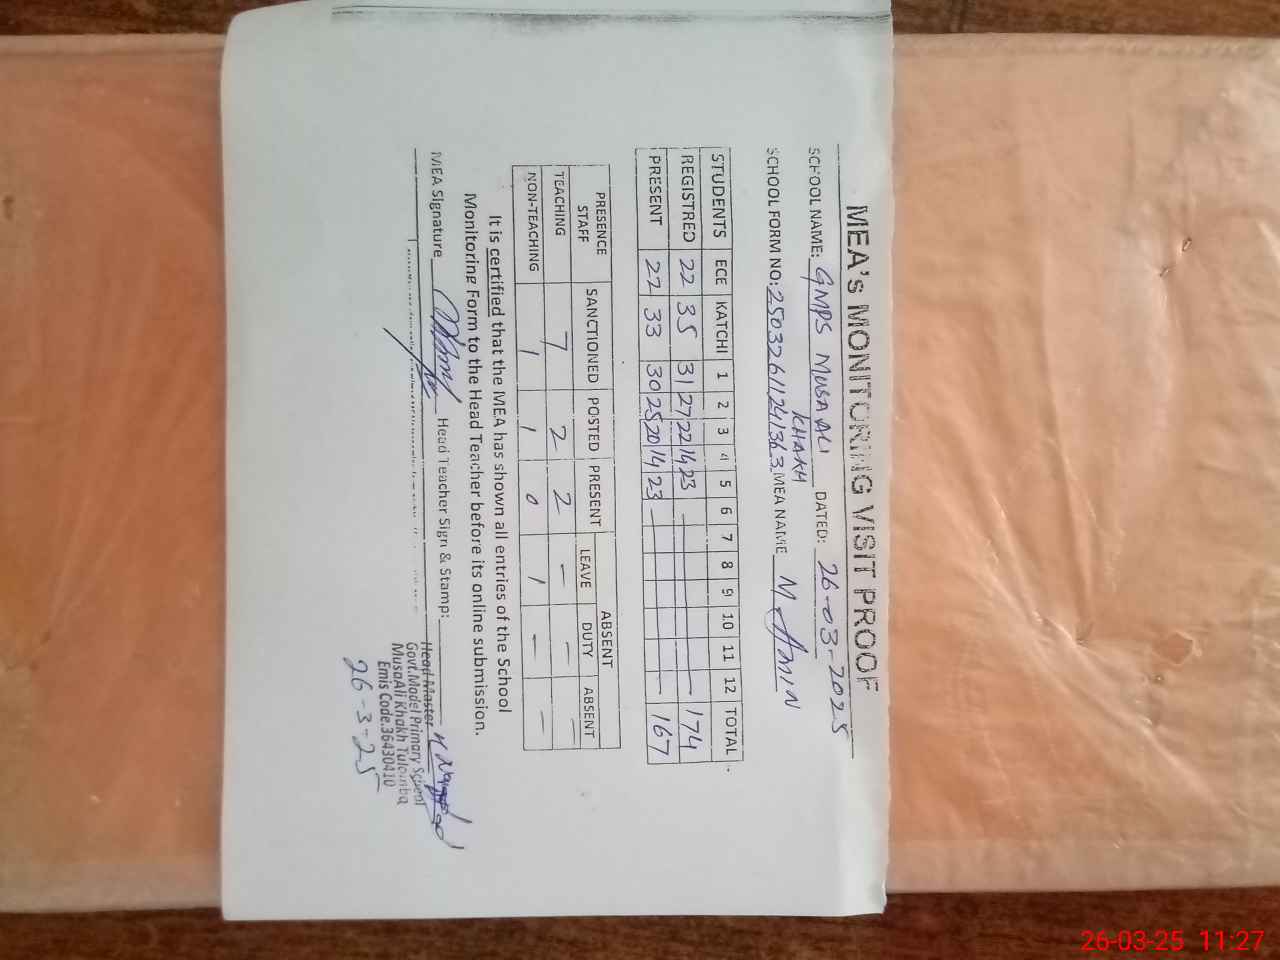 MEA's MONITORING VISIT PROOF
SCHOOL NAME: GMPS MUSA ALI KHAKH DATED: 26-03-2025
SCHOOL FORM NO: 250326112413 63 MEA NAME M Amin
STUDENTS ECE KATCHI 1 2 3 4 5 6 7 8 9 10 11 12 TOTAL
REGISTRED 22 35 31 27 22 14 23 174
PRESENT 22 33 30 25 20 14 23 167
PRESENCE STAFF SANCTIONED POSTED PRESENT ABSENT
LEAVE DUTY ABSENT
TEACHING 7 2 2 – – –
NON-TEACHING 1 1 0 1 – –
It is certified that the MEA has shown all entries of the School
Monitoring Form to the Head Teacher before its online submission.
MEA Signature Head Teacher Sign & Stamp:
Head Master
Govt.Model Primary School
MusaAli Khakh Tulamba
Emis Code.36430410
26-3-25
26-03-25 11:27